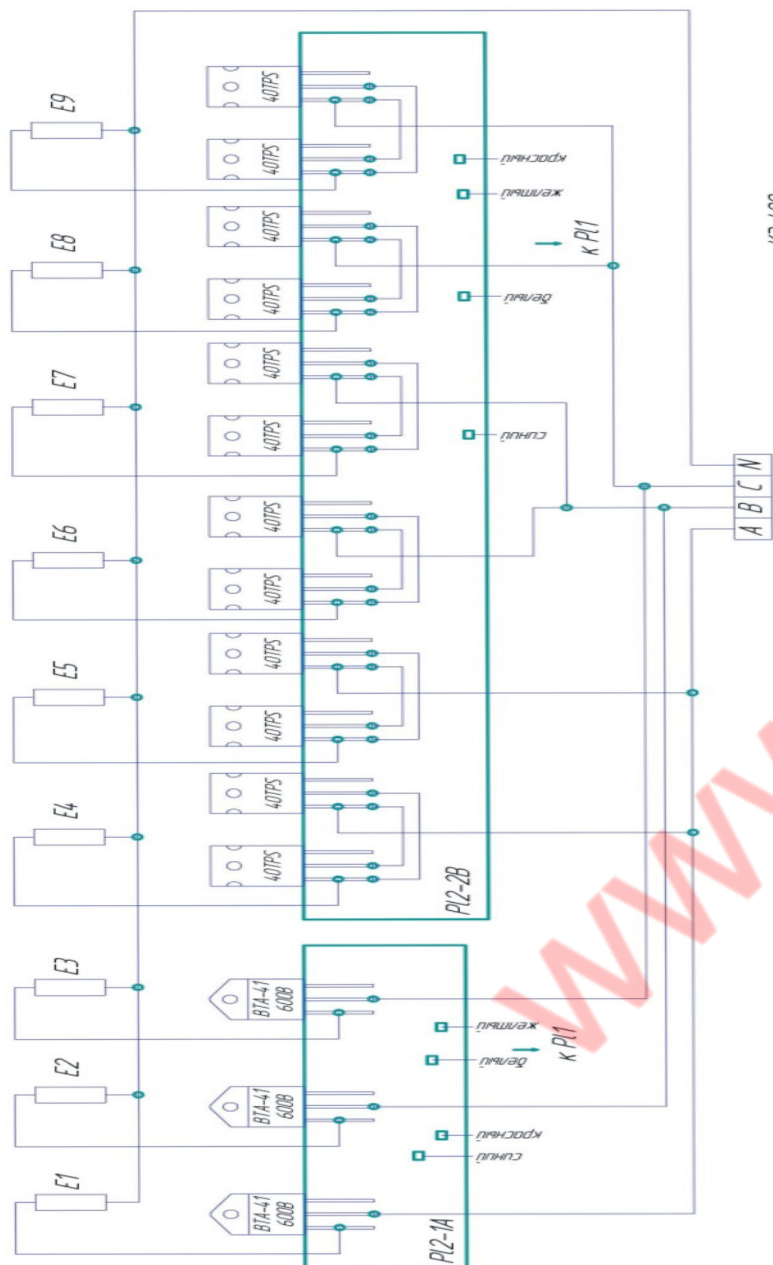 E1
E2
E3
E4
E5
E6
E7
E8
E9
BTA-41
600B
BTA-41
600B
BTA-41
600B
40TPS
40TPS
40TPS
40TPS
40TPS
40TPS
40TPS
40TPS
40TPS
40TPS
40TPS
40TPS
Pl2-1A
синий
красный
белый
желтый
к Pl1
Pl2-2B
синий
белый
желтый
красный
к Pl1
A B C N
www